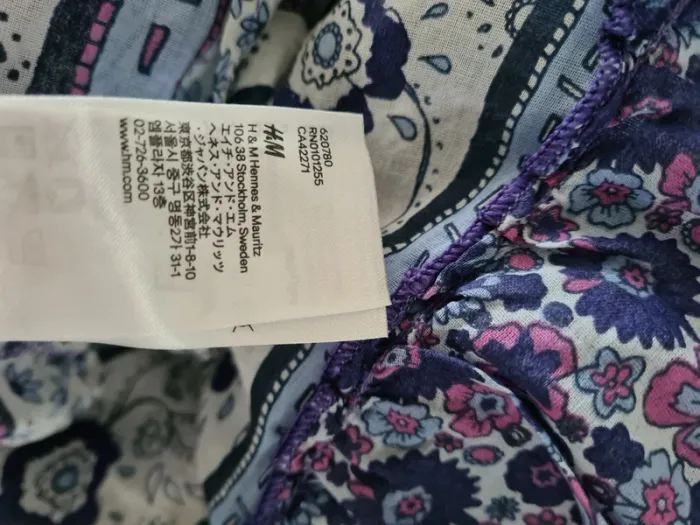 620780
RN0101255
CA42271
H&M
H & M Hennes & Mauritz
106 38 Stockholm, Sweden
エイチ・アンド・エム
ヘネス・アンド・マウリッツ
・ジャパン株式会社
東京都渋谷区神宮前1-8-10
서울시 중구 명동2가 31-1
엠플라자 13층
02-726-3600
www.hm.com